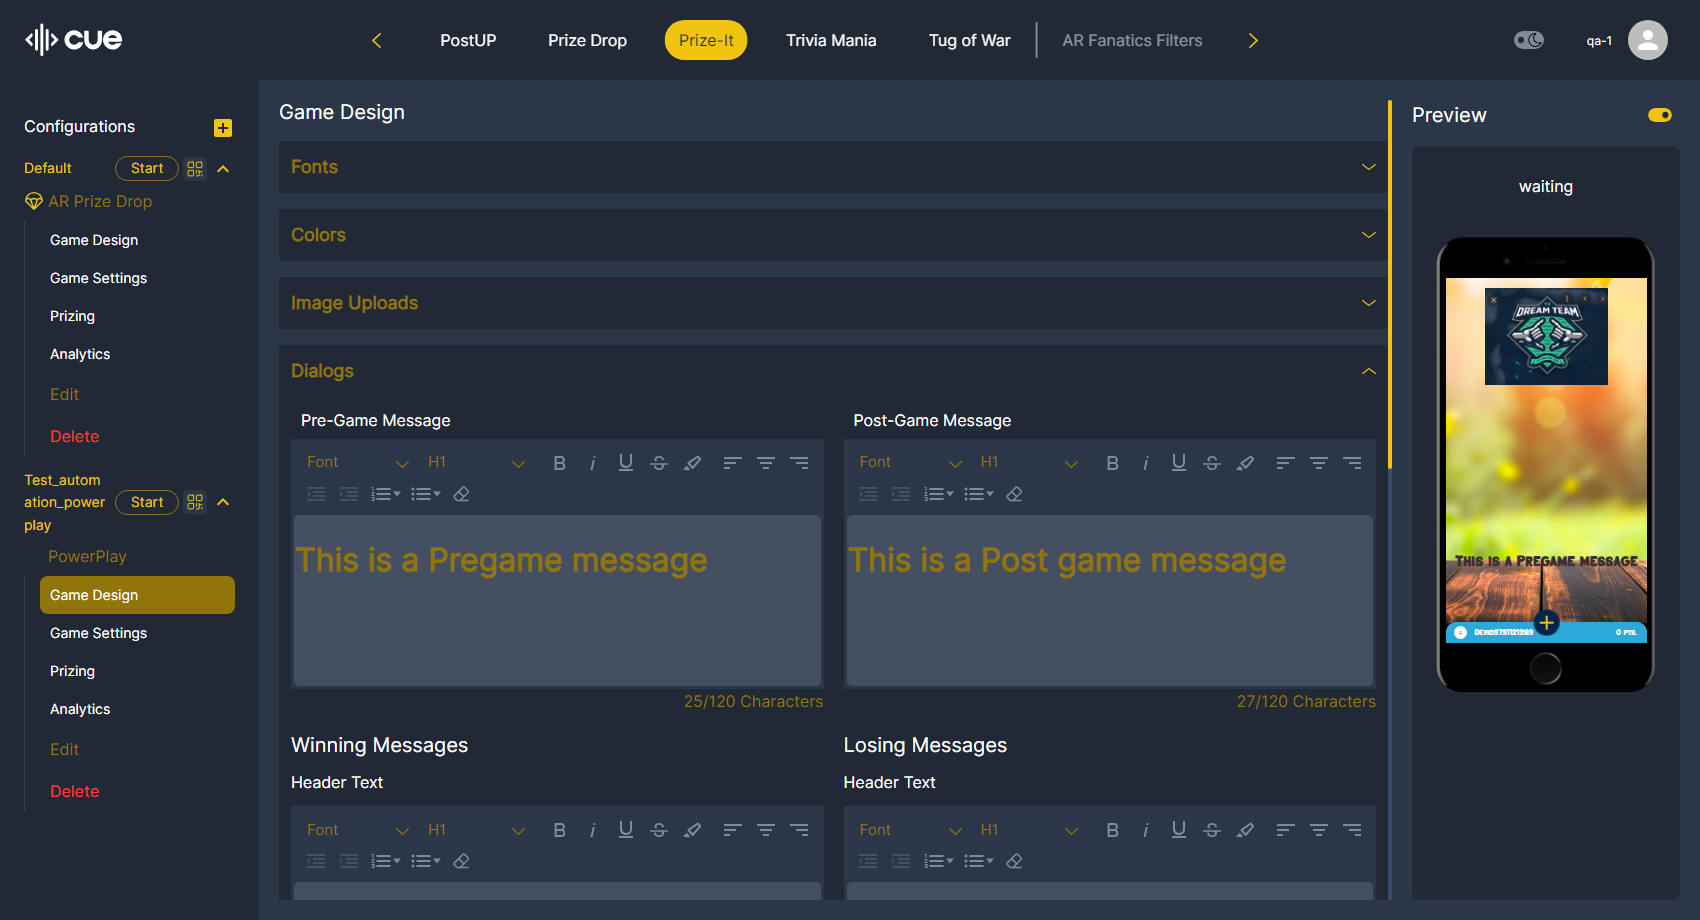 cue
PostUP
Prize Drop
Prize-It
Trivia Mania
Tug of War
AR Fanatics Filters
qa-1
Configurations
Default
Start
AR Prize Drop
Game Design
Game Settings
Prizing
Analytics
Edit
Delete
Test_autom
ation_power
play
Start
PowerPlay
Game Design
Game Settings
Prizing
Analytics
Edit
Delete
Game Design
Fonts
Colors
Image Uploads
Dialogs
Pre-Game Message
Font H1
This is a Pregame message
25/120 Characters
Post-Game Message
Font H1
This is a Post game message
27/120 Characters
Winning Messages
Header Text
Font H1
Losing Messages
Header Text
Font H1
Preview
waiting
DREAM TEAM
This is a Pregame message
Devid9791121269 0 pts.